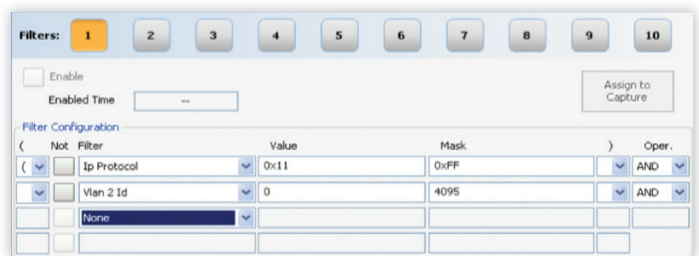 Filters: 1 2 3 4 5 6 7 8 9 10
Enable
Assign to
Capture
Enabled Time --
Filter Configuration
( Not Filter Value Mask ) Oper.
( Ip Protocol 0x11 0xFF AND
Vlan 2 Id 0 4095 AND
None